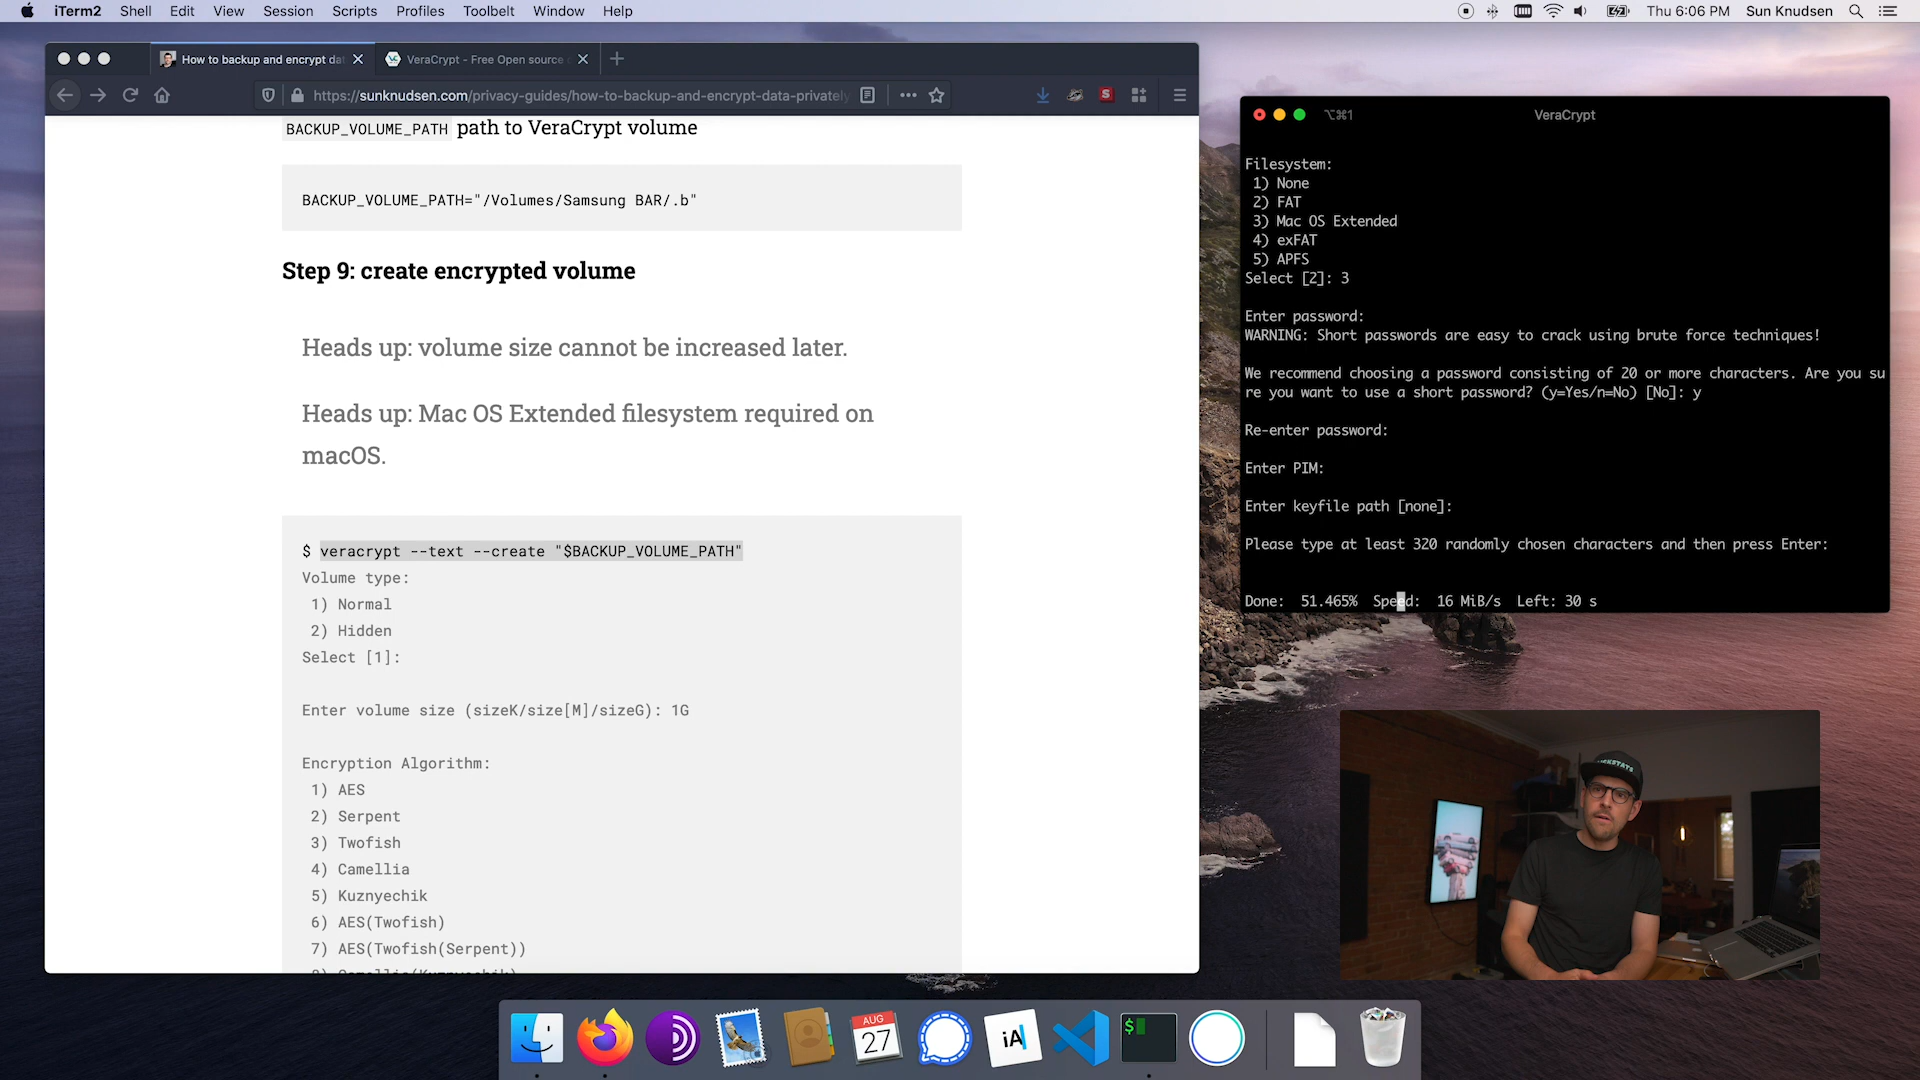 iTerm2 Shell Edit View Session Scripts Profiles Toolbelt Window Help
Thu 6:06 PM Sun Knudsen
How to backup and encrypt dat
VeraCrypt - Free Open source
https://sunknudsen.com/privacy-guides/how-to-backup-and-encrypt-data-privately
BACKUP_VOLUME_PATH path to VeraCrypt volume
BACKUP_VOLUME_PATH="/Volumes/Samsung BAR/.b"
Step 9: create encrypted volume
Heads up: volume size cannot be increased later.
Heads up: Mac OS Extended filesystem required on
macOS.
$ veracrypt --text --create "$BACKUP_VOLUME_PATH"
Volume type:
1) Normal
2) Hidden
Select [1]:
Enter volume size (sizeK/size[M]/sizeG): 1G
Encryption Algorithm:
1) AES
2) Serpent
3) Twofish
4) Camellia
5) Kuznyechik
6) AES(Twofish)
7) AES(Twofish(Serpent))
8) Camellia(Kuznyechik)
⌥⌘1
VeraCrypt
Filesystem:
1) None
2) FAT
3) Mac OS Extended
4) exFAT
5) APFS
Select [2]: 3
Enter password:
WARNING: Short passwords are easy to crack using brute force techniques!
We recommend choosing a password consisting of 20 or more characters. Are you su
re you want to use a short password? (y=Yes/n=No) [No]: y
Re-enter password:
Enter PIM:
Enter keyfile path [none]:
Please type at least 320 randomly chosen characters and then press Enter:
Done: 51.465% Speed: 16 MiB/s Left: 30 s
AUG
27
iA
$